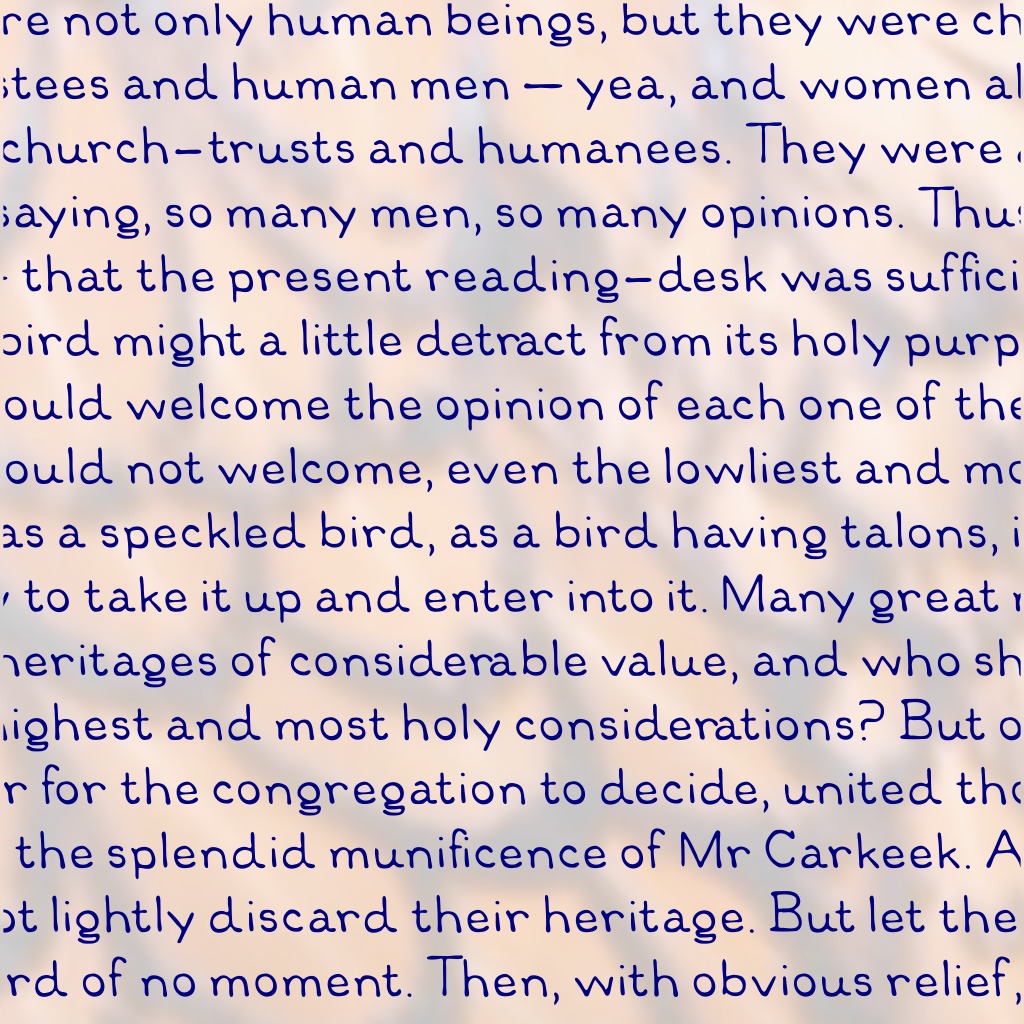 re not only human beings, but they were ch
stees and human men — yea, and women al
church-trusts and humanees. They were
saying, so many men, so many opinions. Thus
that the present reading-desk was suffici
bird might a little detract from its holy purp
ould welcome the opinion of each one of the
ould not welcome, even the lowliest and mo
as a speckled bird, as a bird having talons, i
to take it up and enter into it. Many great
heritages of considerable value, and who sh
highest and most holy considerations? But o
r for the congregation to decide, united tho
the splendid munificence of Mr Carkeek. A
ot lightly discard their heritage. But let the
rd of no moment. Then, with obvious relief,